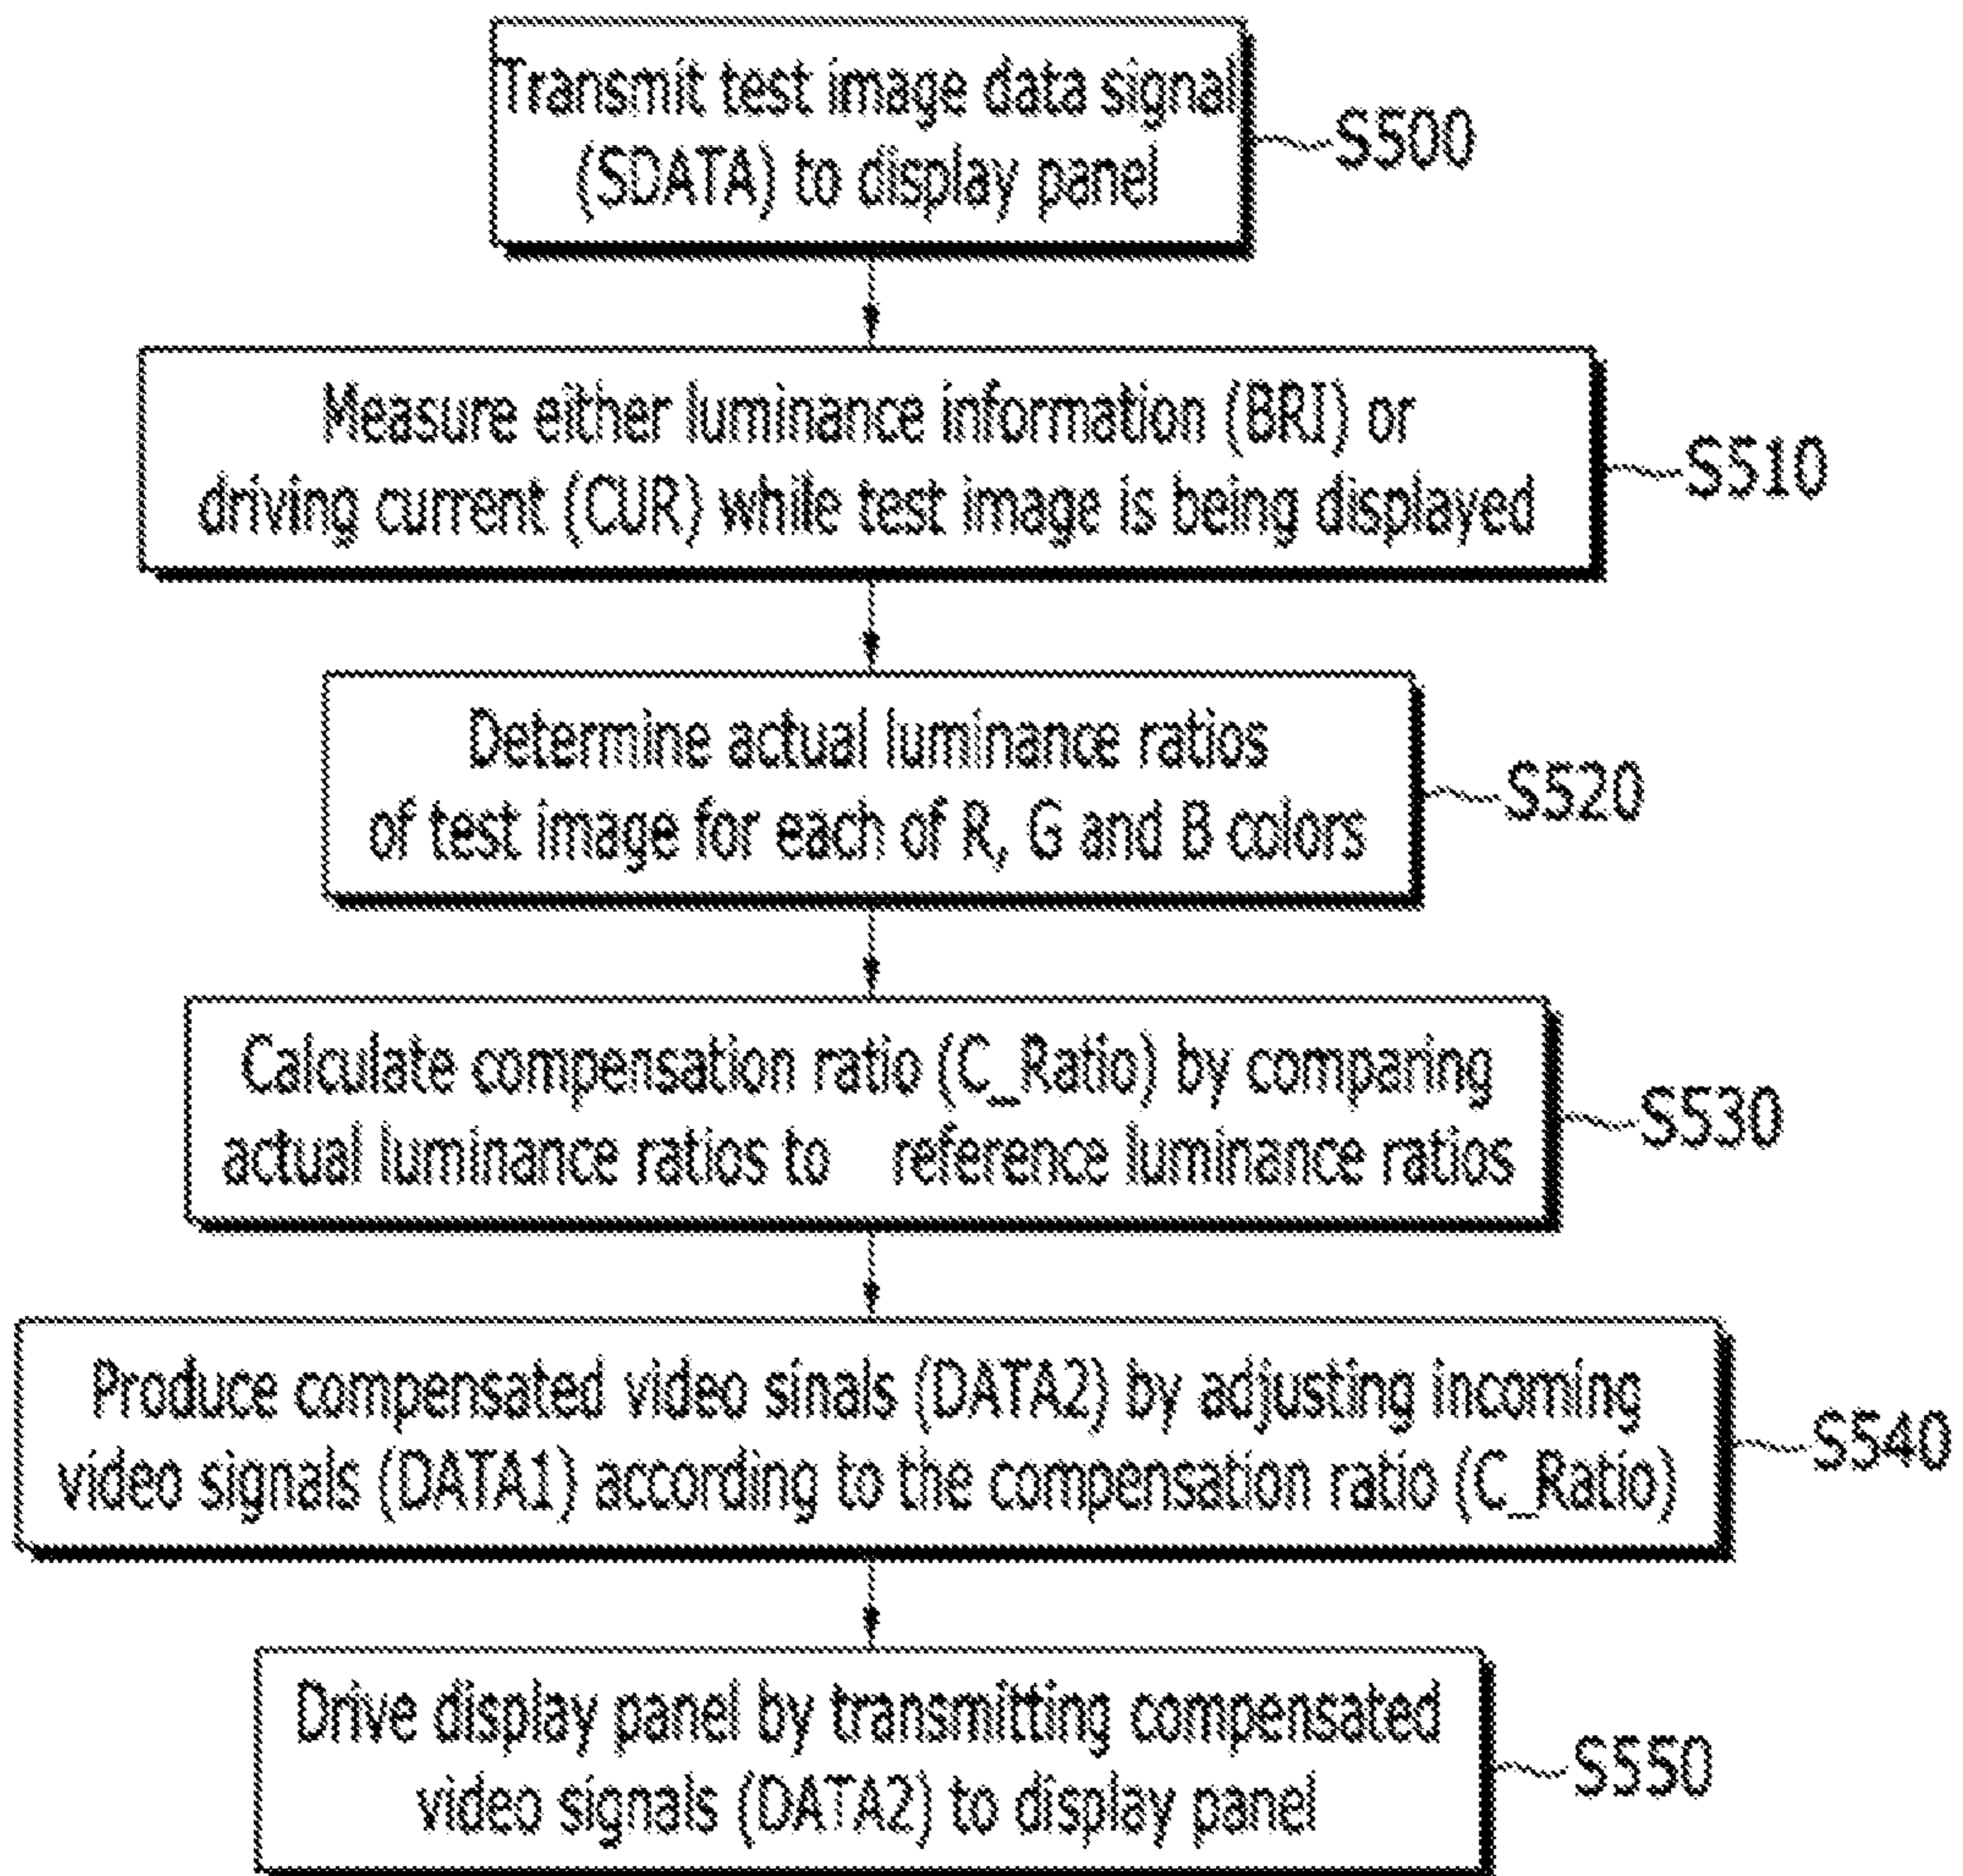 Transmit test image data signal
(SDATA) to display panel
S500
Measure either luminance information (BRI) or
driving current (CUR) while test image is being displayed
S510
Determine actual luminance ratios
of test image for each of R, G and B colors
S520
Calculate compensation ratio (C_Ratio) by comparing
actual luminance ratios to reference luminance ratios
S530
Produce compensated video sinals (DATA2) by adjusting incoming
video signals (DATA1) according to the compensation ratio (C_Ratio)
S540
Drive display panel by transmitting compensated
video signals (DATA2) to display panel
S550